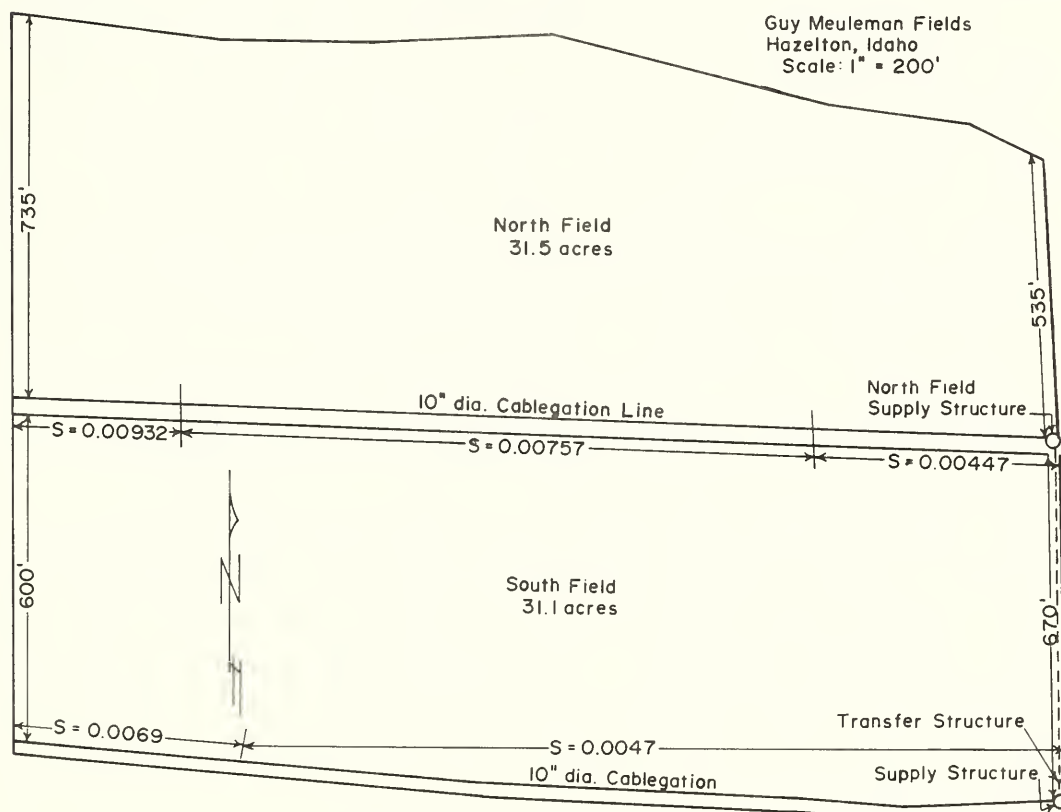 Guy Meuleman Fields
Hazelton, Idaho
Scale: 1" = 200'
735'
North Field
31.5 acres
535'
10" dia. Cablegation Line
North Field
Supply Structure
S = 0.00932
S = 0.00757
S = 0.00447
600'
N
South Field
31.1 acres
670'
S = 0.0069
S = 0.0047
Transfer Structure
10" dia. Cablegation
Supply Structure